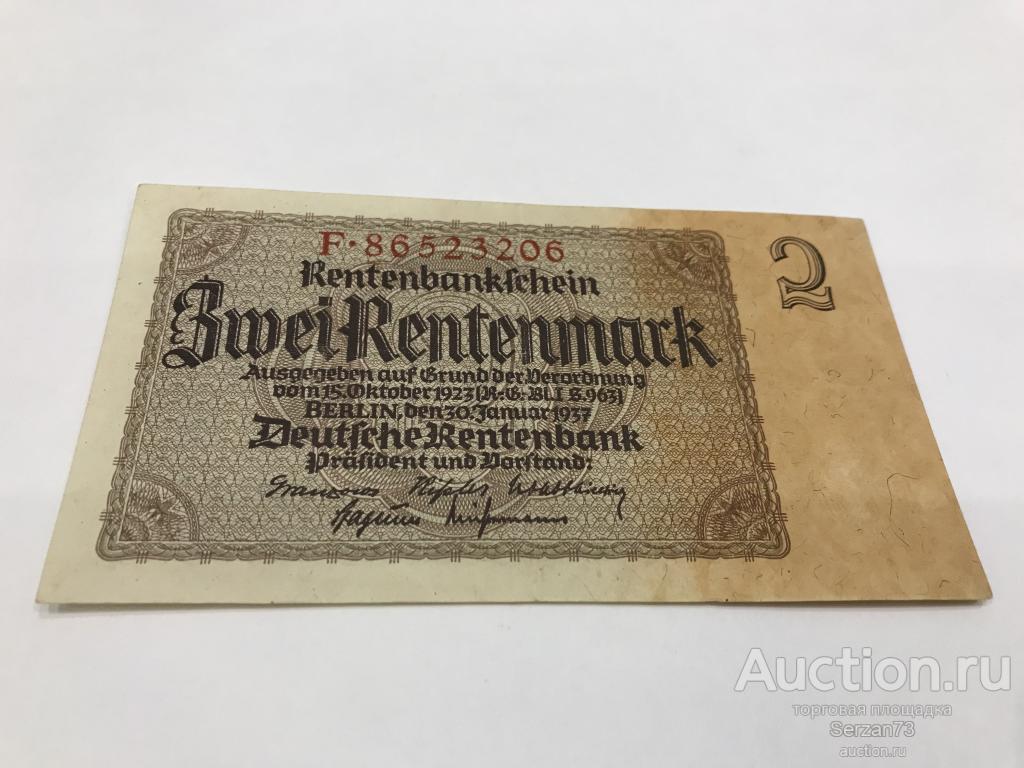 F·86523206
2
Rentenbankschein
Zwei Rentenmark
Ausgegeben auf Grund der Verordnung
vom 15. Oktober 1923 (R-G-Bl. I S. 963)
BERLIN, den 30. Januar 1937
Deutsche Rentenbank
Präsident und Vorstand:
Auction.ru
торговая площадка
Serzan73
auction.ru